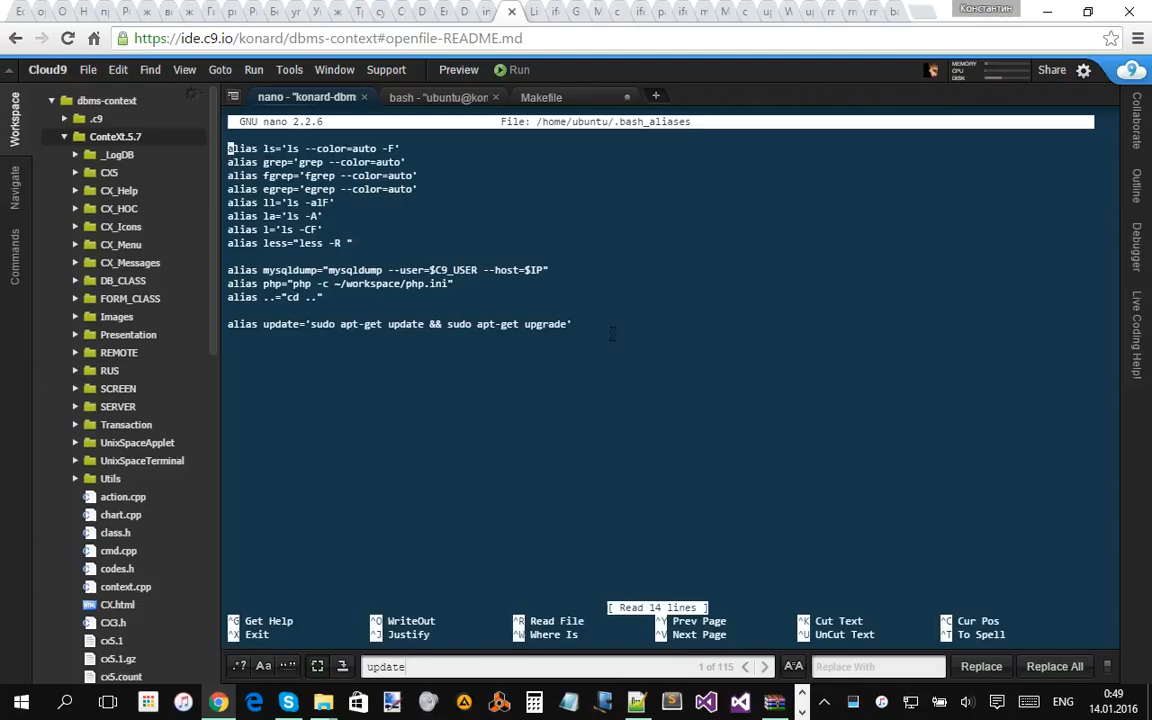 Константин
https://ide.c9.io/konard/dbms-context#openfile-README.md
Cloud9 File Edit Find View Goto Run Tools Window Support Preview Run MEMORY CPU DISK Share
Workspace
Navigate
Commands
dbms-context
.c9
ConteXt.5.7
_LogDB
CX5
CX_Help
CX_HOC
CX_Icons
CX_Menu
CX_Messages
DB_CLASS
FORM_CLASS
Images
Presentation
REMOTE
RUS
SCREEN
SERVER
Transaction
UnixSpaceApplet
UnixSpaceTerminal
Utils
action.cpp
chart.cpp
class.h
cmd.cpp
codes.h
context.cpp
CX.html
CX3.h
cx5.1
cx5.1.gz
cx5.count
nano - "konard-dbm
bash - "ubuntu@kon
Makefile
GNU nano 2.2.6 File: /home/ubuntu/.bash_aliases
alias ls='ls --color=auto -F'
alias grep='grep --color=auto'
alias fgrep='fgrep --color=auto'
alias egrep='egrep --color=auto'
alias ll='ls -alF'
alias la='ls -A'
alias l='ls -CF'
alias less="less -R "
alias mysqldump="mysqldump --user=$C9_USER --host=$IP"
alias php="php -c ~/workspace/php.ini"
alias ..="cd .."
alias update='sudo apt-get update && sudo apt-get upgrade'
[ Read 14 lines ]
^G Get Help ^O WriteOut ^R Read File ^Y Prev Page ^K Cut Text ^C Cur Pos
^X Exit ^J Justify ^W Where Is ^V Next Page ^U UnCut Text ^T To Spell
.* Aa update 1 of 115 Replace With Replace Replace All
Collaborate
Outline
Debugger
Live Coding Help!
ENG
0:49
14.01.2016